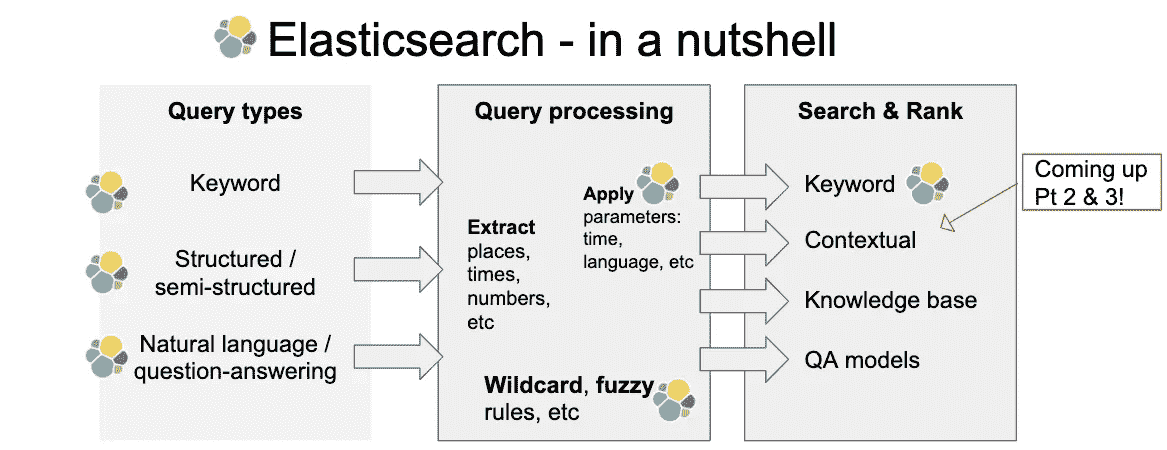 Elasticsearch - in a nutshell
Query types
Keyword
Structured /
semi-structured
Natural language /
question-answering
Query processing
Extract
places,
times,
numbers,
etc
Apply
parameters:
time,
language, etc
Wildcard, fuzzy
rules, etc
Search & Rank
Keyword
Contextual
Knowledge base
QA models
Coming up
Pt 2 & 3!